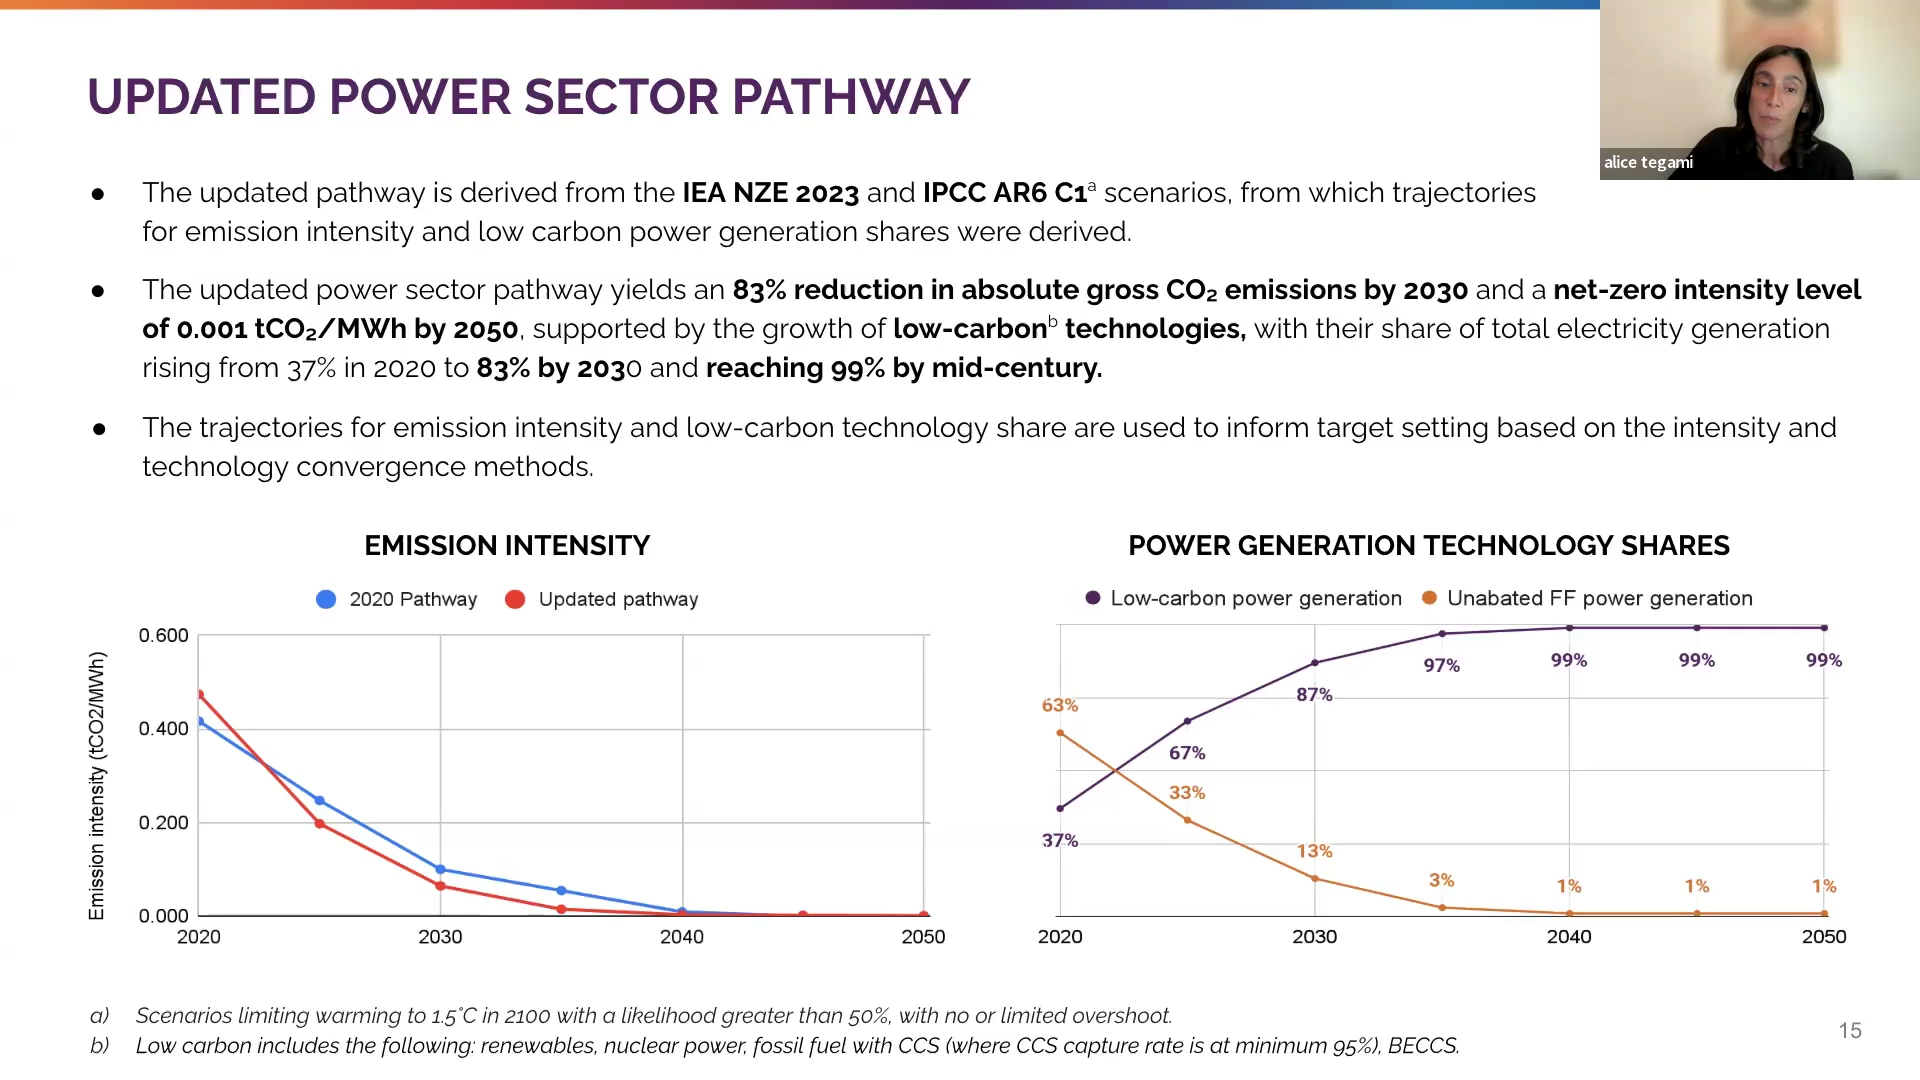 UPDATED POWER SECTOR PATHWAY
alice tegami
● The updated pathway is derived from the IEA NZE 2023 and IPCC AR6 C1ᵃ scenarios, from which trajectories
for emission intensity and low carbon power generation shares were derived.
● The updated power sector pathway yields an 83% reduction in absolute gross CO₂ emissions by 2030 and a net-zero intensity level
of 0.001 tCO₂/MWh by 2050, supported by the growth of low-carbonᵇ technologies, with their share of total electricity generation
rising from 37% in 2020 to 83% by 2030 and reaching 99% by mid-century.
● The trajectories for emission intensity and low-carbon technology share are used to inform target setting based on the intensity and
technology convergence methods.
EMISSION INTENSITY
2020 Pathway Updated pathway
Emission intensity (tCO2/MWh)
0.600
0.400
0.200
0.000
2020 2030 2040 2050
POWER GENERATION TECHNOLOGY SHARES
Low-carbon power generation Unabated FF power generation
37% 67% 87% 97% 99% 99% 99%
63% 33% 13% 3% 1% 1% 1%
2020 2030 2040 2050
a) Scenarios limiting warming to 1.5°C in 2100 with a likelihood greater than 50%, with no or limited overshoot.
b) Low carbon includes the following: renewables, nuclear power, fossil fuel with CCS (where CCS capture rate is at minimum 95%), BECCS.
15